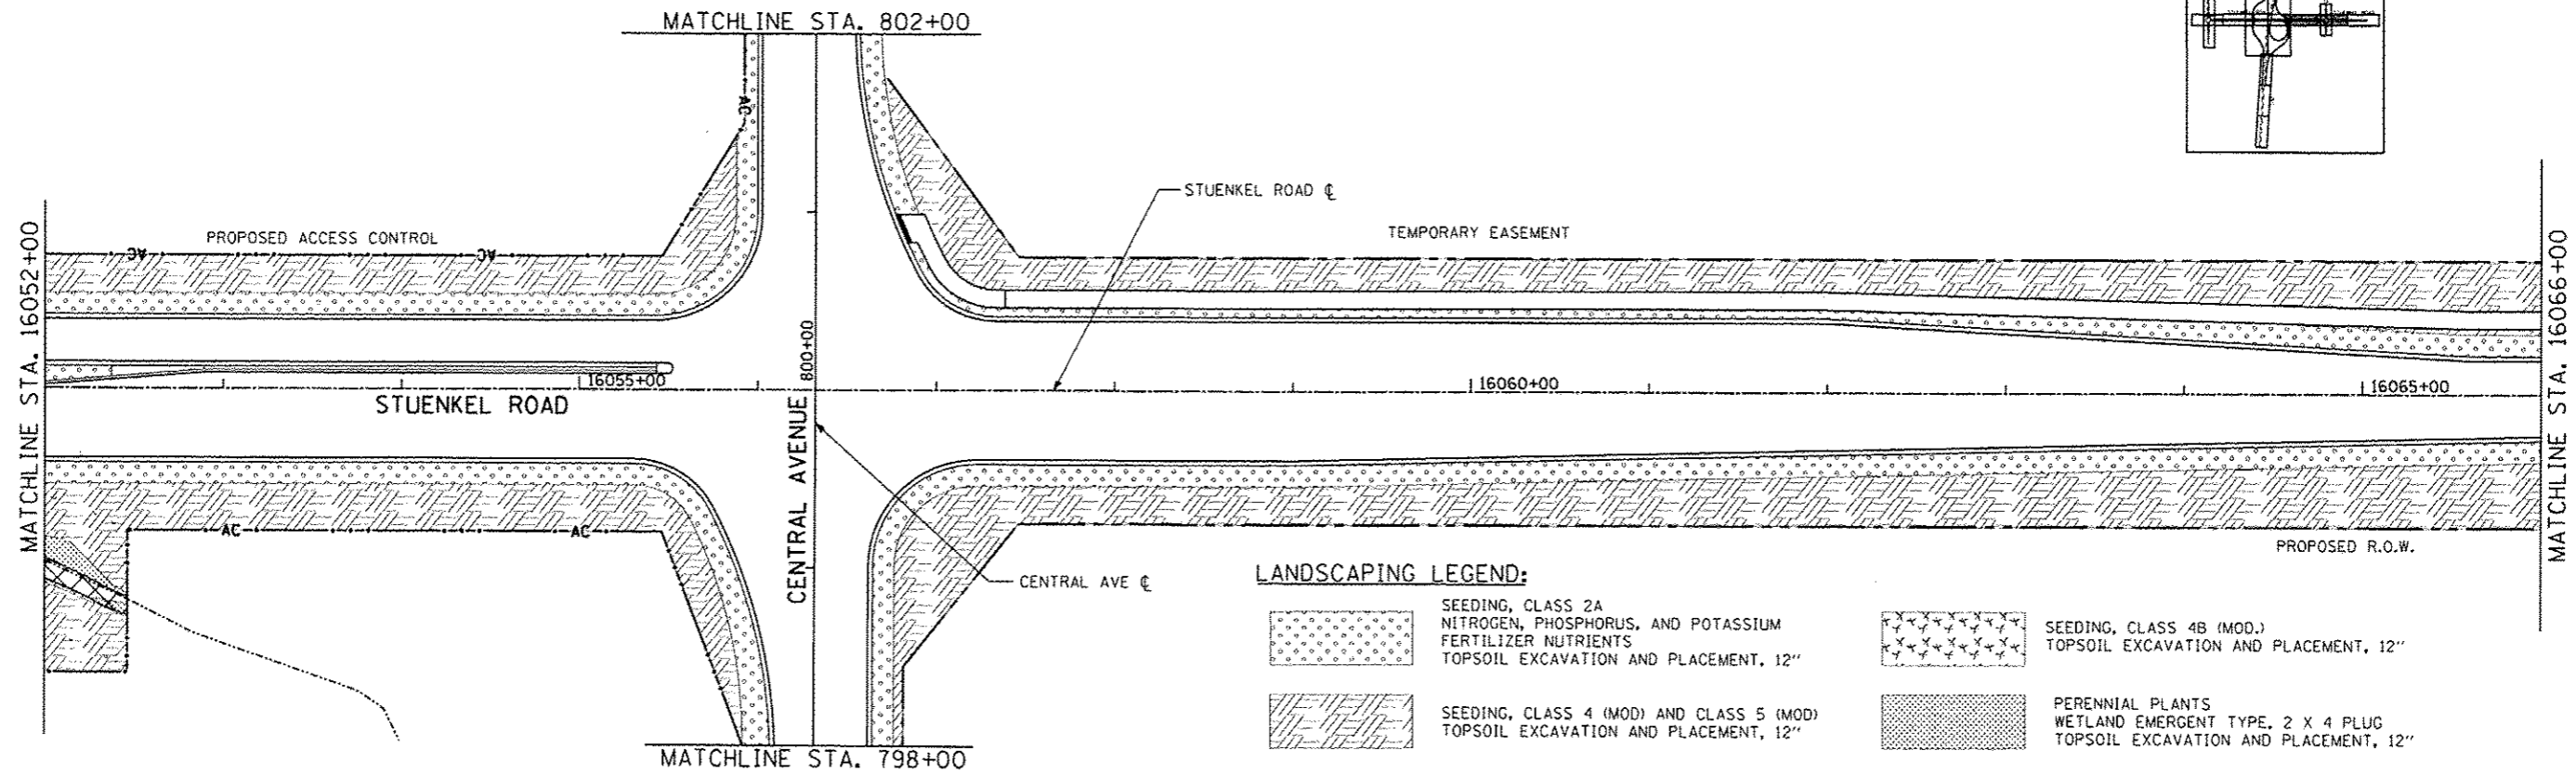 MATCHLINE STA. 802+00
AC
STUENKEL ROAD ℄
PROPOSED ACCESS CONTROL
AC
AC
TEMPORARY EASEMENT
MATCHLINE STA. 16052+00
MATCHLINE STA. 16066+00
800+00
16055+00
16060+00
16065+00
STUENKEL ROAD
CENTRAL AVENUE
AC
AC
PROPOSED R.O.W.
CENTRAL AVE ℄
LANDSCAPING LEGEND:
SEEDING, CLASS 2A
NITROGEN, PHOSPHORUS, AND POTASSIUM
FERTILIZER NUTRIENTS
TOPSOIL EXCAVATION AND PLACEMENT, 12"
SEEDING, CLASS 4 (MOD) AND CLASS 5 (MOD)
TOPSOIL EXCAVATION AND PLACEMENT, 12"
SEEDING, CLASS 4B (MOD.)
TOPSOIL EXCAVATION AND PLACEMENT, 12"
PERENNIAL PLANTS
WETLAND EMERGENT TYPE, 2 X 4 PLUG
TOPSOIL EXCAVATION AND PLACEMENT, 12"
MATCHLINE STA. 798+00